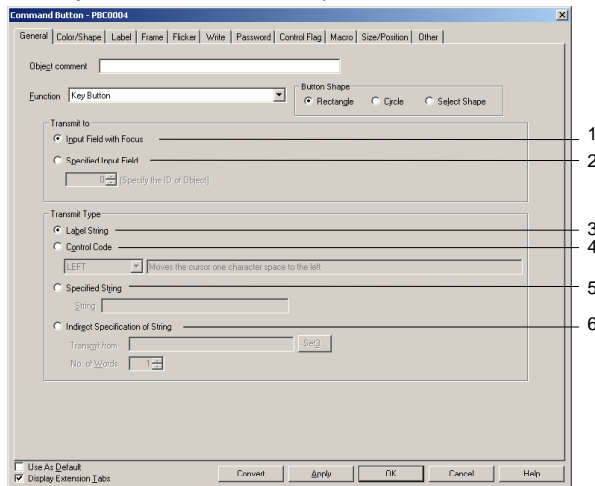 Command Button - PBC0004
General Color/Shape Label Frame Flicker Write Password Control Flag Macro Size/Position Other
Object comment
Function Key Button
Button Shape
Rectangle Circle Select Shape
Transmit to
Input Field with Focus 1
Specified Input Field 2
0 (Specify the ID of Object)
Transmit Type
Label String 3
Control Code 4
LEFT Moves the cursor one character space to the left
Specified String 5
String
Indirect Specification of String 6
Transmit from Set3...
No. of Words 1
Use As Default
Display Extension Tabs
Convert Apply OK Cancel Help